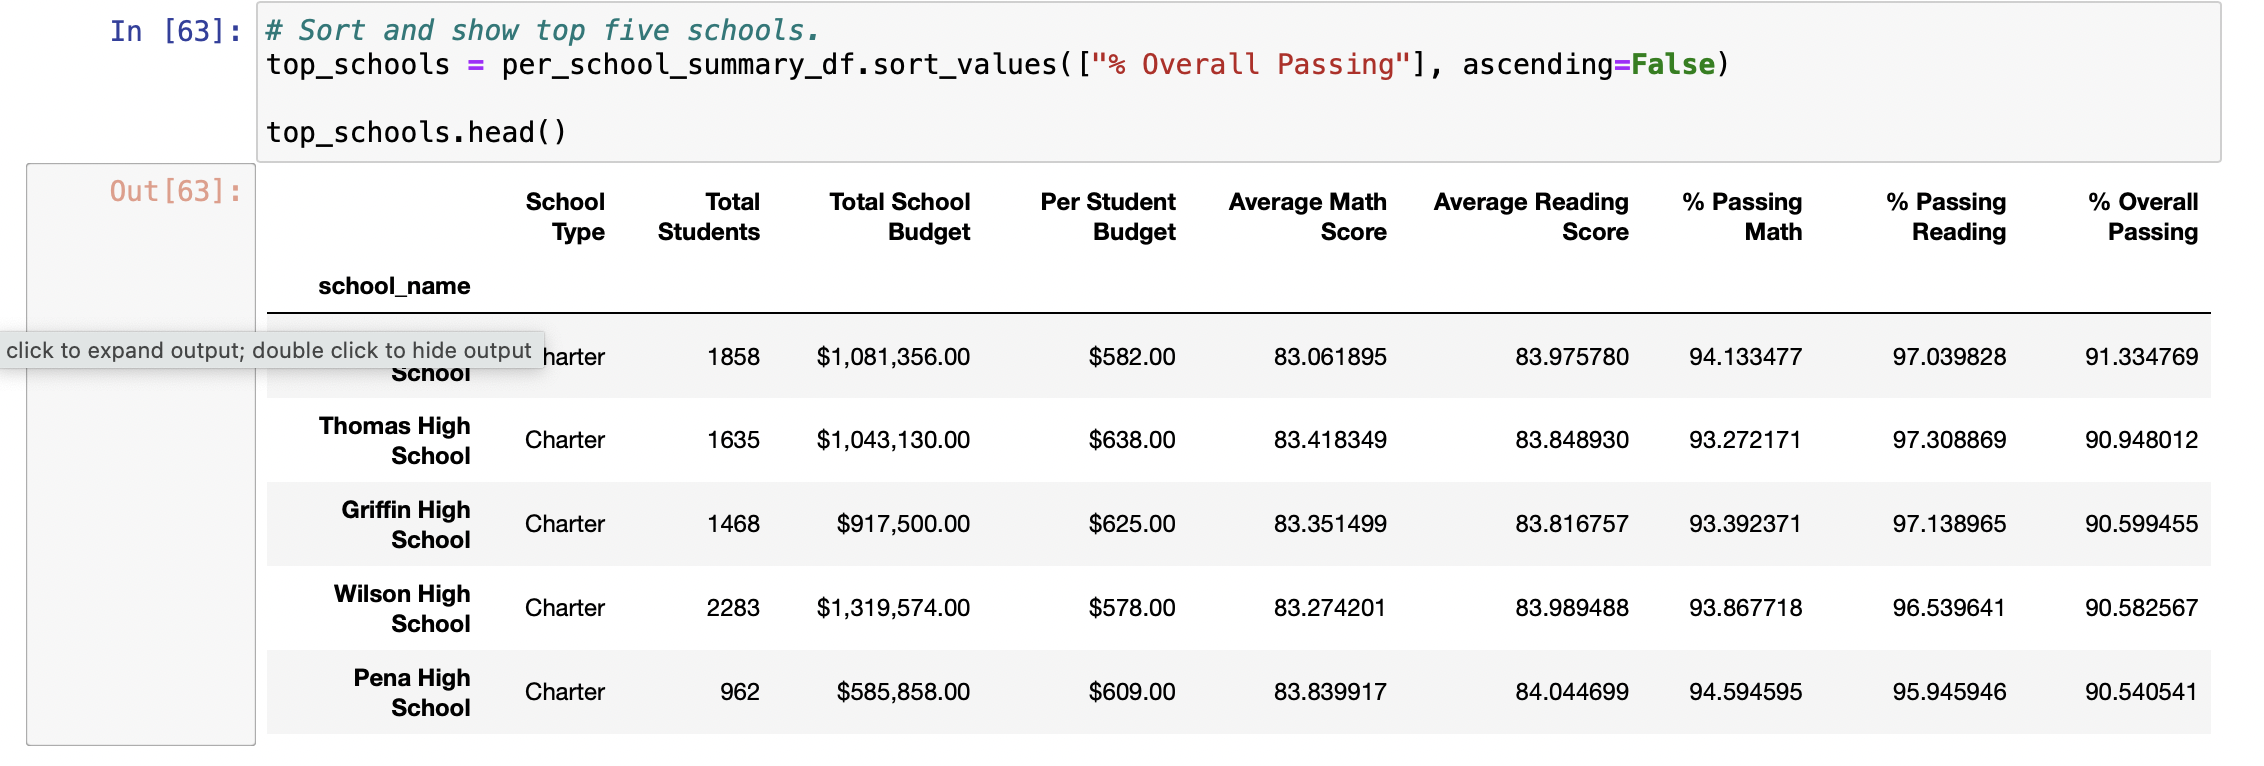 In [63]:
# Sort and show top five schools.
top_schools = per_school_summary_df.sort_values(["% Overall Passing"], ascending=False)
top_schools.head()
Out[63]:
School Total Total School Per Student Average Math Average Reading % Passing % Passing % Overall
Type Students Budget Budget Score Score Math Reading Passing
school_name
click to expand output; double click to hide output
harter 1858 $1,081,356.00 $582.00 83.061895 83.975780 94.133477 97.039828 91.334769
School
Thomas High
School Charter 1635 $1,043,130.00 $638.00 83.418349 83.848930 93.272171 97.308869 90.948012
Griffin High
School Charter 1468 $917,500.00 $625.00 83.351499 83.816757 93.392371 97.138965 90.599455
Wilson High
School Charter 2283 $1,319,574.00 $578.00 83.274201 83.989488 93.867718 96.539641 90.582567
Pena High
School Charter 962 $585,858.00 $609.00 83.839917 84.044699 94.594595 95.945946 90.540541